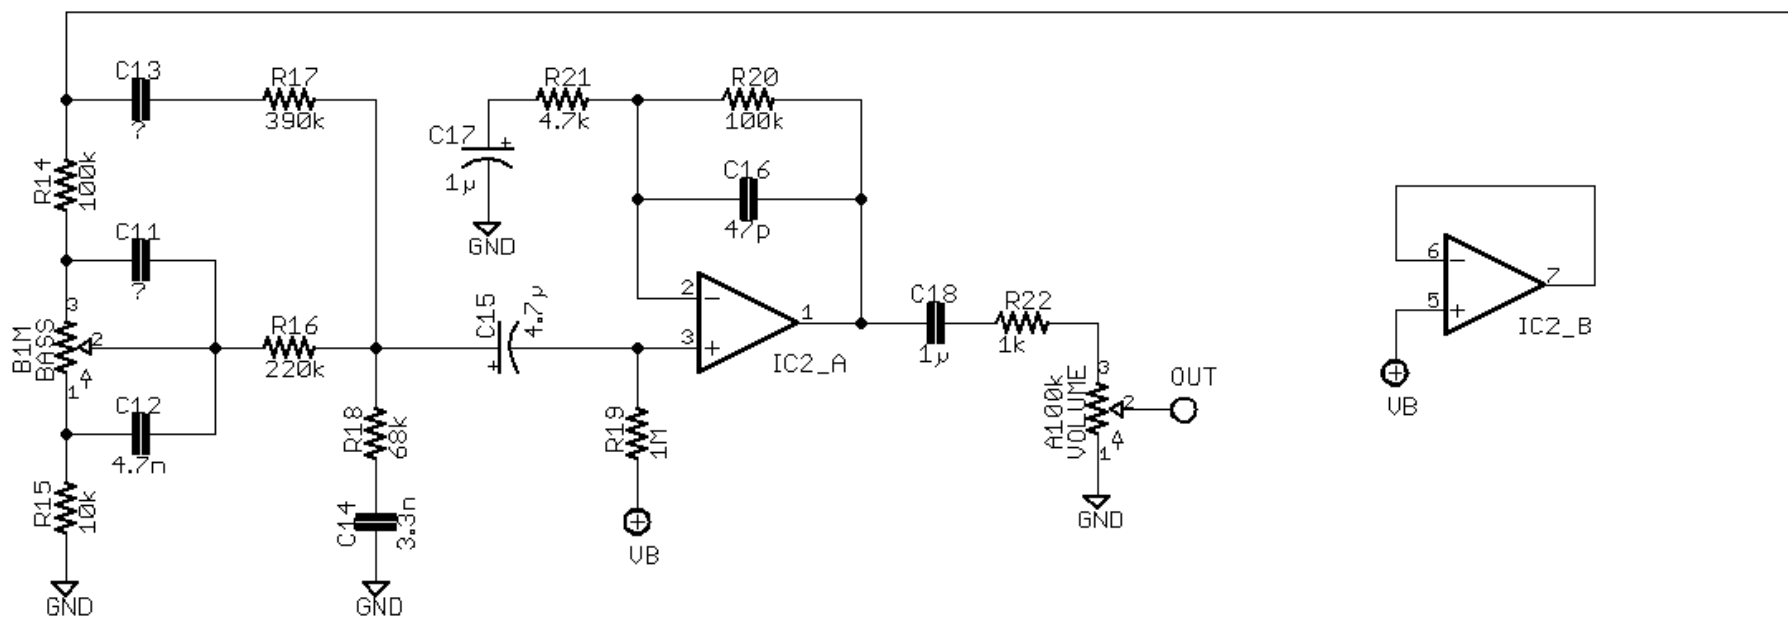 C13
?
R17
390k
R21
4.7k
R20
100k
C17
+
1µ
GND
C16
47p
R14
100k
C11
?
3
B1M
BASS
2
1
R16
220k
C12
4.7n
R15
10k
GND
R18
68k
C14
3.3n
GND
C15
4.7µ
+
2
−
3
+
1
IC2_A
R19
1M
+
VB
C18
1µ
R22
1k
3
A100k
VOLUME
2
1
OUT
GND
6
−
5
+
7
IC2_B
+
VB